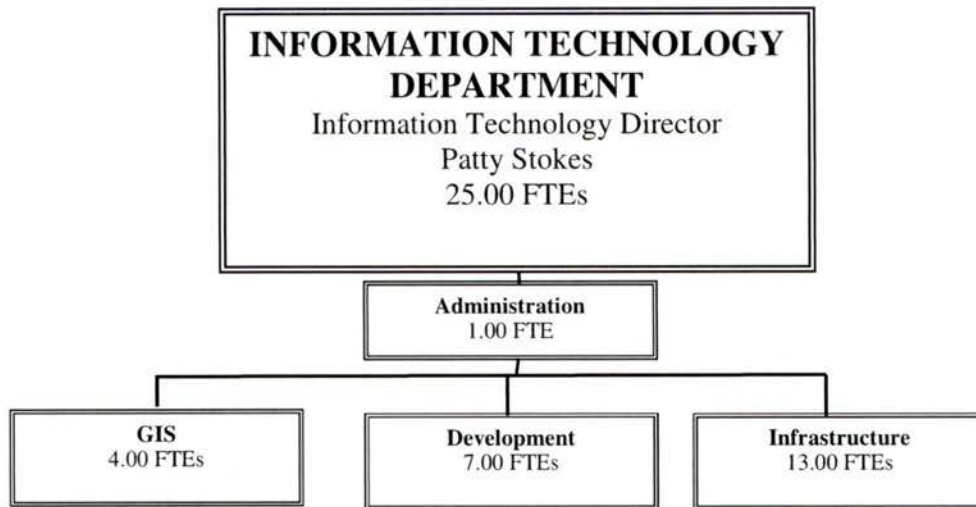 INFORMATION TECHNOLOGY
DEPARTMENT
Information Technology Director
Patty Stokes
25.00 FTEs
Administration
1.00 FTE
GIS
4.00 FTEs
Development
7.00 FTEs
Infrastructure
13.00 FTEs